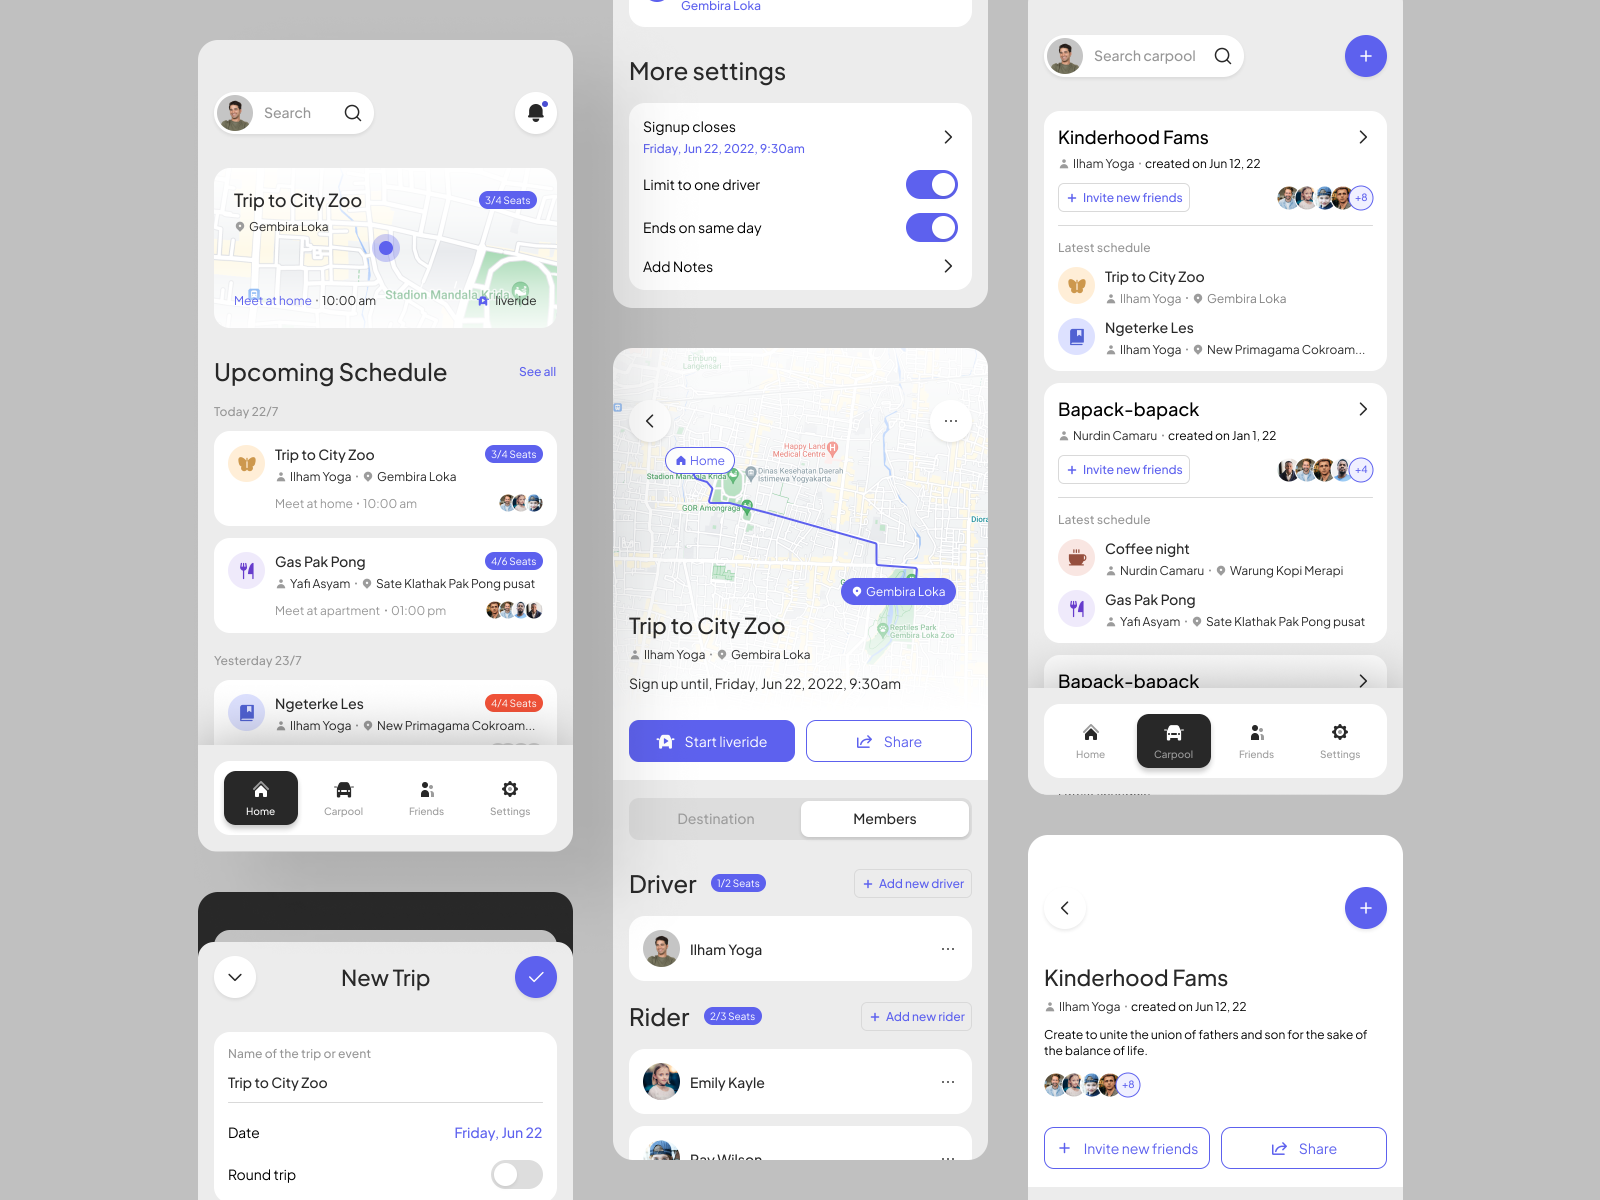 Search
Trip to City Zoo
3/4 Seats
Gembira Loka
Meet at home · 10:00 am
Stadion Mandala Krida
liveride
Upcoming Schedule
See all
Today 22/7
Trip to City Zoo
3/4 Seats
Ilham Yoga · Gembira Loka
Meet at home · 10:00 am
Gas Pak Pong
4/6 Seats
Yafi Asyam · Sate Klathak Pak Pong pusat
Meet at apartment · 01:00 pm
Yesterday 23/7
Ngeterke Les
4/4 Seats
Ilham Yoga · New Primagama Cokroam...
Home
Carpool
Friends
Settings
New Trip
Name of the trip or event
Trip to City Zoo
Date
Friday, Jun 22
Round trip
Gembira Loka
More settings
Signup closes
Friday, Jun 22, 2022, 9:30am
Limit to one driver
Ends on same day
Add Notes
Embung
Langensari
Happy Land
Medical Centre
Home
Stadion Mandala Krida
Dinas Kesehatan Daerah
Istimewa Yogyakarta
GOR Amongraga
Diora
Gembira Loka
Reptiles Park
Gembira Loka Zoo
Trip to City Zoo
Ilham Yoga · Gembira Loka
Sign up until, Friday, Jun 22, 2022, 9:30am
Start liveride
Share
Destination
Members
Driver
1/2 Seats
+ Add new driver
Ilham Yoga
Rider
2/3 Seats
+ Add new rider
Emily Kayle
Ray Wilson
Search carpool
Kinderhood Fams
Ilham Yoga · created on Jun 12, 22
+ Invite new friends
+8
Latest schedule
Trip to City Zoo
Ilham Yoga · Gembira Loka
Ngeterke Les
Ilham Yoga · New Primagama Cokroam...
Bapack-bapack
Nurdin Camaru · created on Jan 1, 22
+ Invite new friends
+4
Latest schedule
Coffee night
Nurdin Camaru · Warung Kopi Merapi
Gas Pak Pong
Yafi Asyam · Sate Klathak Pak Pong pusat
Bapack-bapack
Home
Carpool
Friends
Settings
Kinderhood Fams
Ilham Yoga · created on Jun 12, 22
Create to unite the union of fathers and son for the sake of
the balance of life.
+8
+ Invite new friends
Share